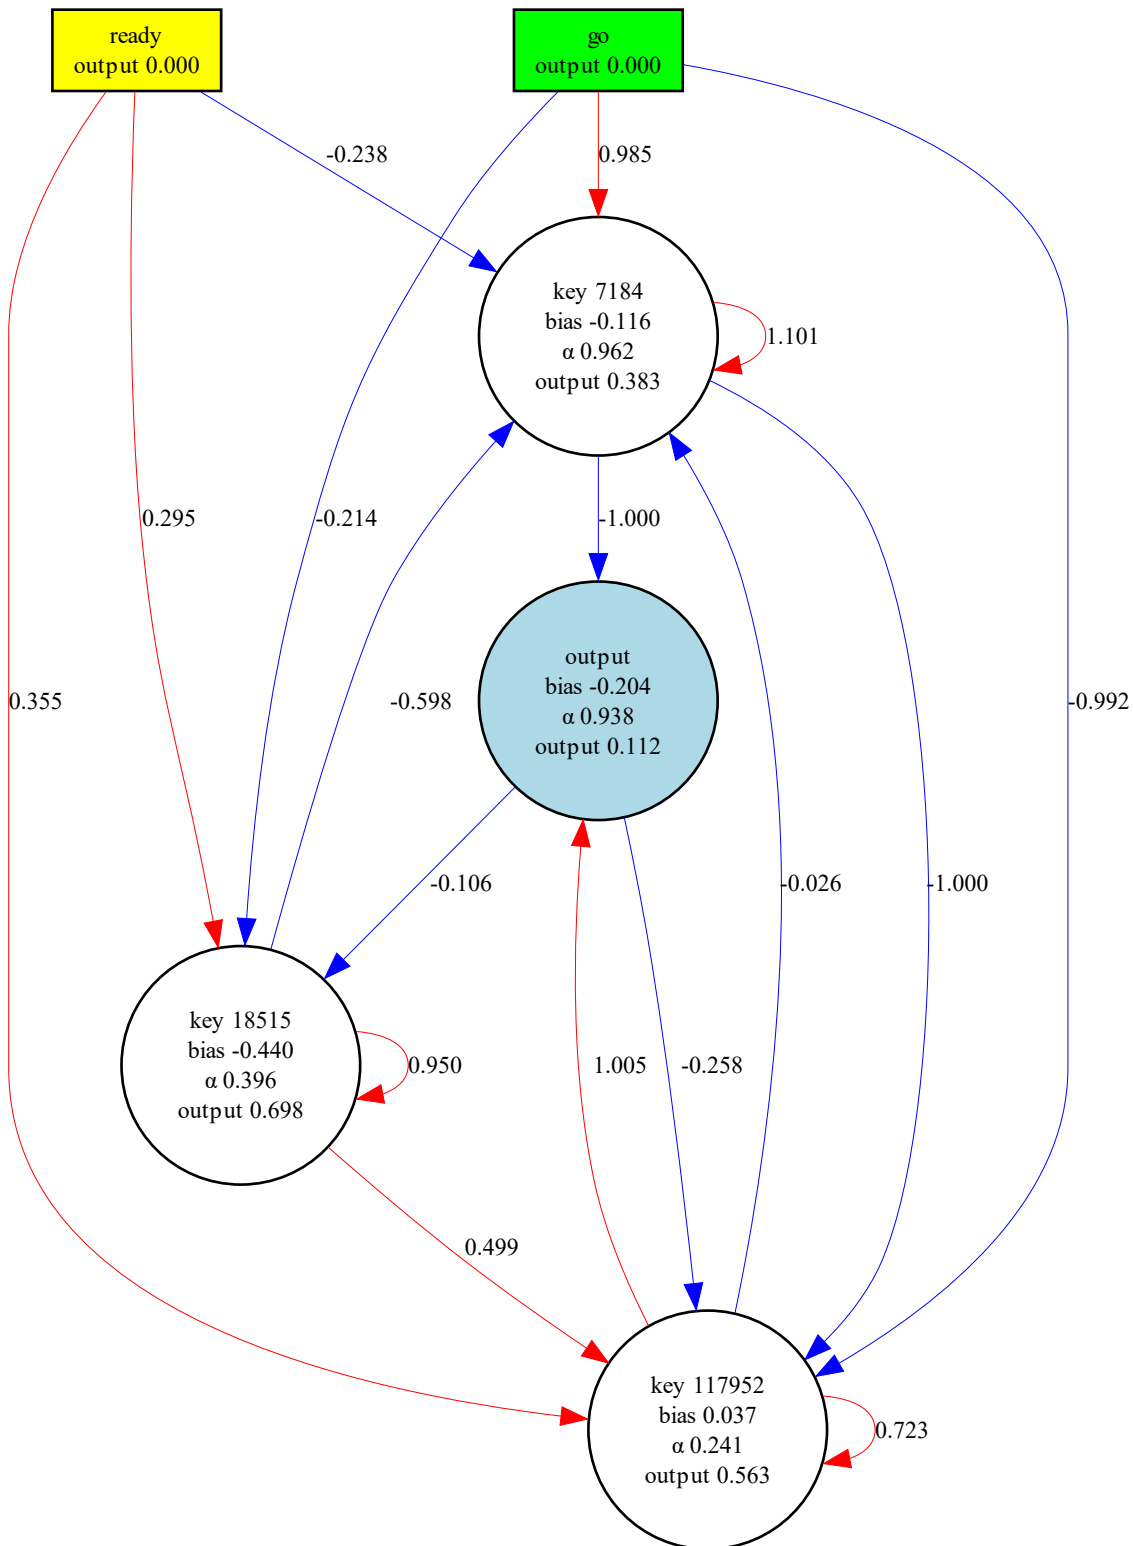 ready
output 0.000
go
output 0.000
-0.238
0.985
key 7184
bias -0.116
α 0.962
output 0.383
1.101
0.295
-0.214
-1.000
output
bias -0.204
α 0.938
output 0.112
0.355
-0.598
-0.992
-0.106
-0.026
-1.000
key 18515
bias -0.440
α 0.396
output 0.698
0.950
1.005
-0.258
0.499
key 117952
bias 0.037
α 0.241
output 0.563
0.723